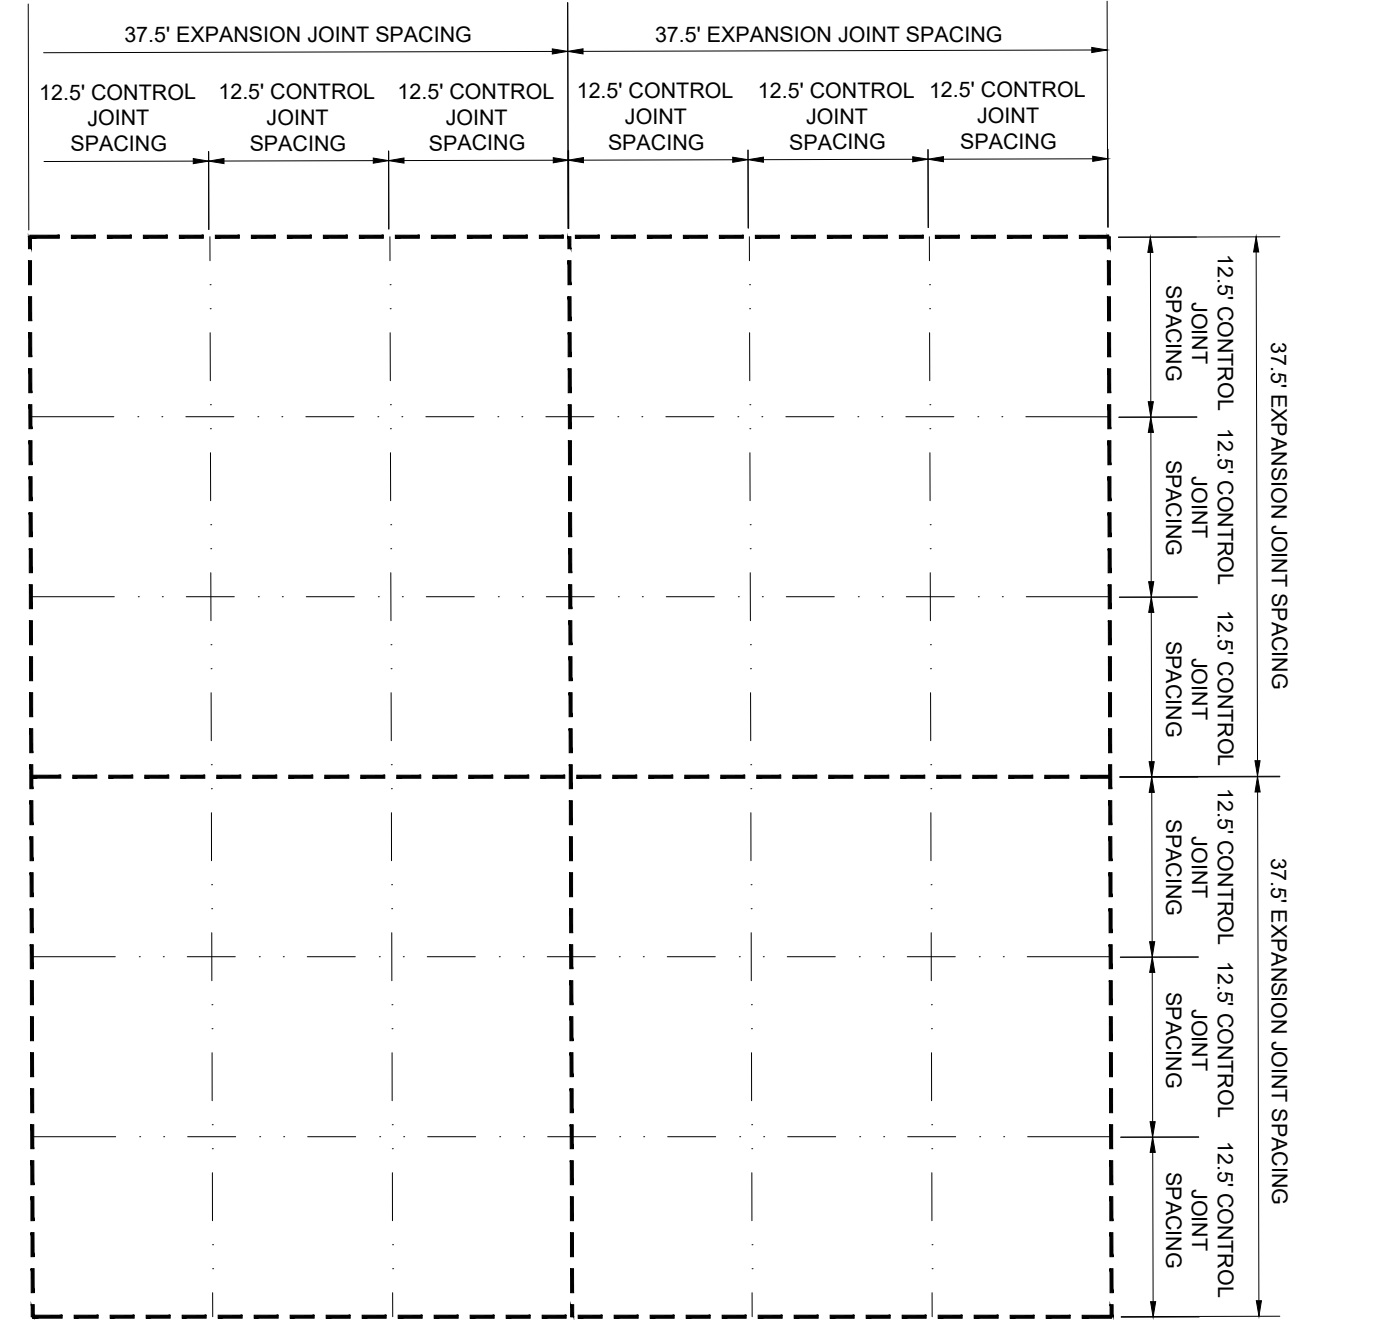 37.5' EXPANSION JOINT SPACING
37.5' EXPANSION JOINT SPACING
12.5' CONTROL
JOINT
SPACING
12.5' CONTROL
JOINT
SPACING
12.5' CONTROL
JOINT
SPACING
12.5' CONTROL
JOINT
SPACING
12.5' CONTROL
JOINT
SPACING
12.5' CONTROL
JOINT
SPACING
12.5' CONTROL
JOINT
SPACING
12.5' CONTROL
JOINT
SPACING
12.5' CONTROL
JOINT
SPACING
37.5' EXPANSION JOINT SPACING
12.5' CONTROL
JOINT
SPACING
12.5' CONTROL
JOINT
SPACING
12.5' CONTROL
JOINT
SPACING
37.5' EXPANSION JOINT SPACING